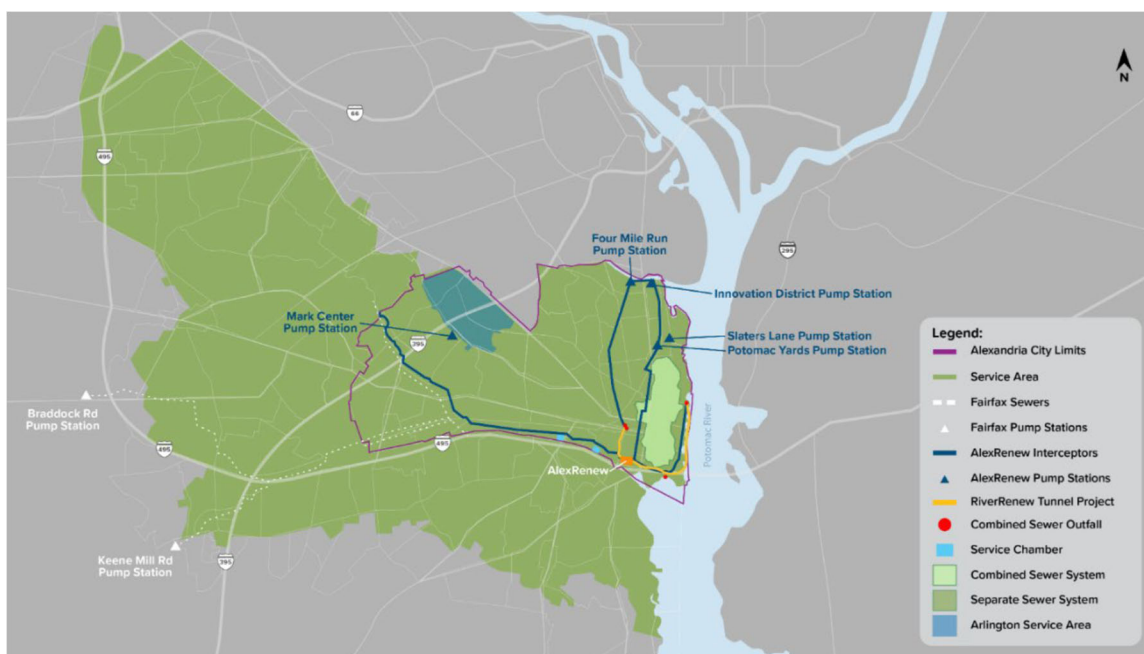 N
66
495
Four Mile Run
Pump Station
295
Innovation District Pump Station
Mark Center
Pump Station
395
Slaters Lane Pump Station
Potomac Yards Pump Station
Braddock Rd
Pump Station
495
495
AlexRenew
Potomac River
Keene Mill Rd
Pump Station
395
Legend:
Alexandria City Limits
Service Area
Fairfax Sewers
Fairfax Pump Stations
AlexRenew Interceptors
AlexRenew Pump Stations
RiverRenew Tunnel Project
Combined Sewer Outfall
Service Chamber
Combined Sewer System
Separate Sewer System
Arlington Service Area